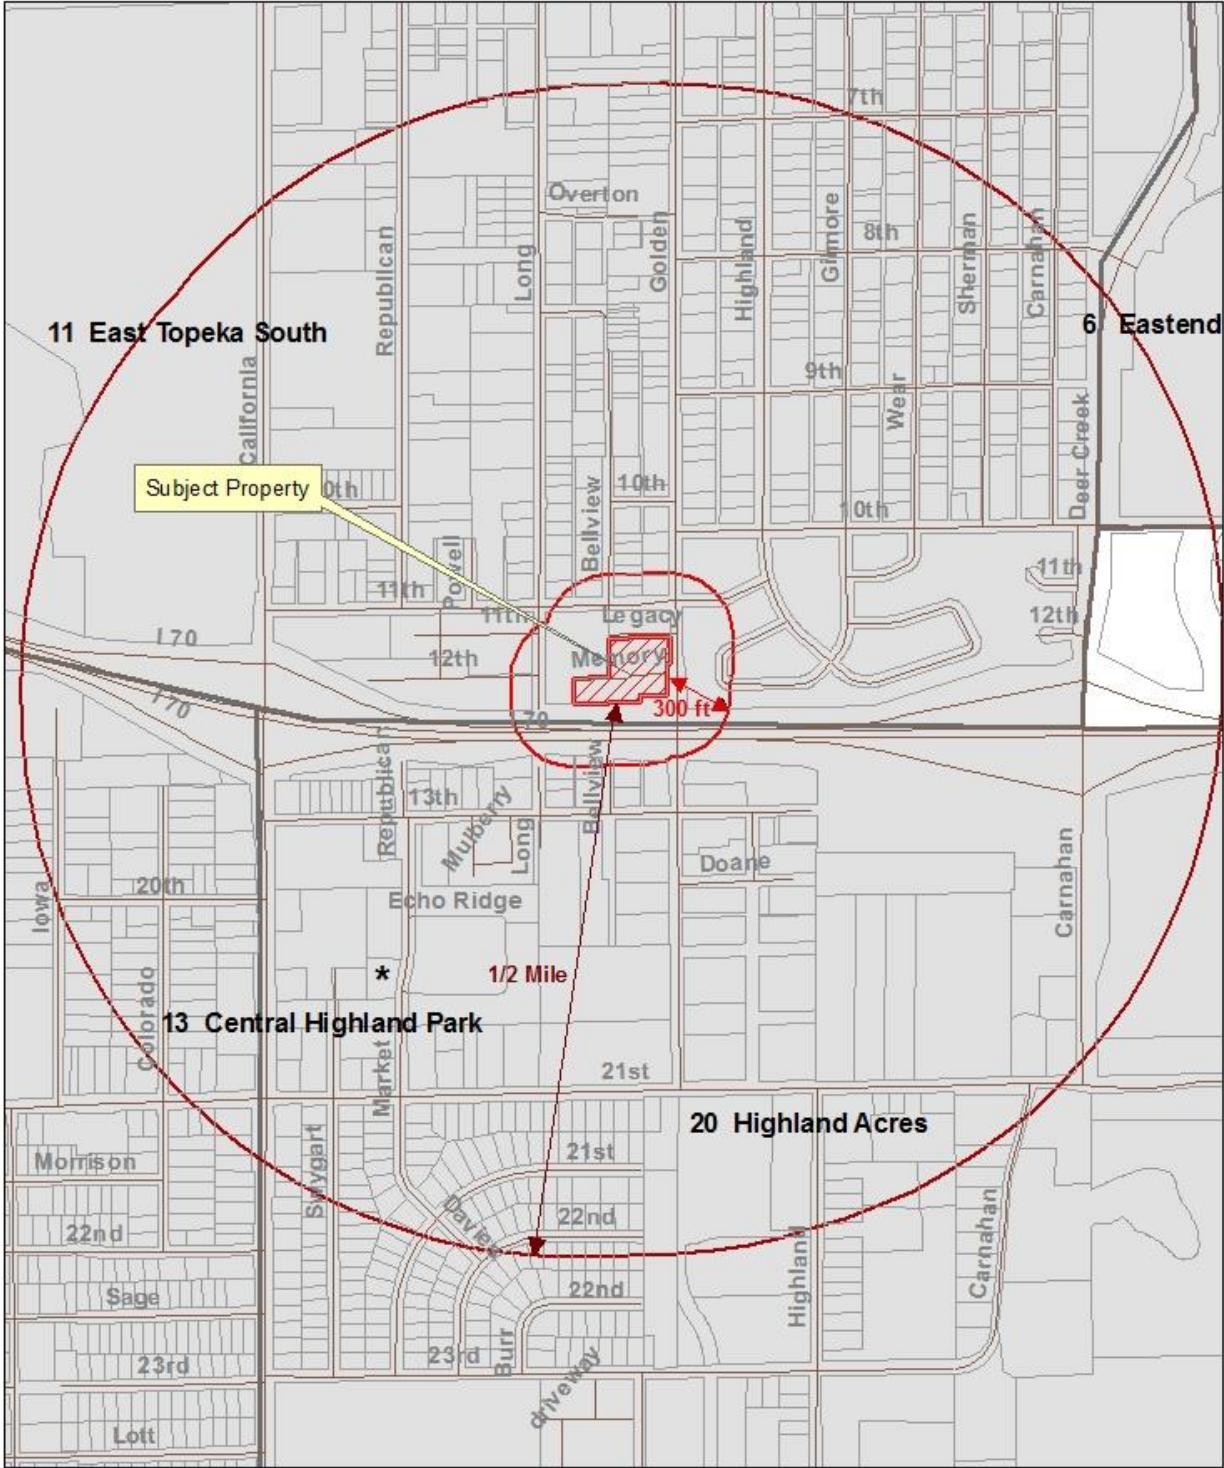 7th
Overton
8th
Republican
Long
Golden
Highland
Gilmore
Sherman
Carnahan
11 East Topeka South
6 Eastend
California
9th
Wear
Deer Creek
Subject Property
0th
Bellview
10th
10th
Powell
11th
11th
11th
Legacy
12th
I 70
12th
Memory
I 70
300 ft
I 70
Republican
13th
Mulberry
Long
Bellview
Doane
Carnahan
Iowa
20th
Echo Ridge
*
1/2 Mile
Colorado
13 Central Highland Park
Market
21st
20 Highland Acres
Swygart
Morrison
21st
22nd
Davies
22nd
Highland
Carnahan
Sage
22nd
23rd
23rd
Burr
driveway
Lott